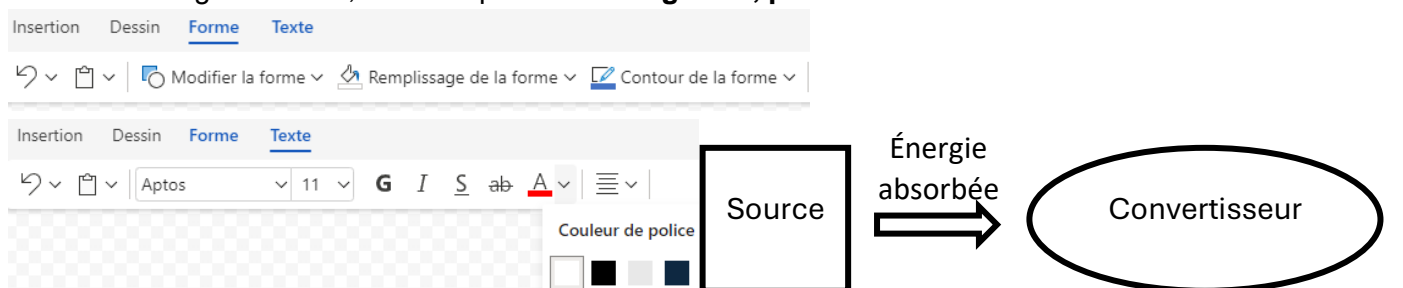 Insertion Dessin Forme Texte
Modifier la forme Remplissage de la forme Contour de la forme
Insertion Dessin Forme Texte
Aptos 11 G I S ab A
Couleur de police
Source
Énergie
absorbée
Convertisseur